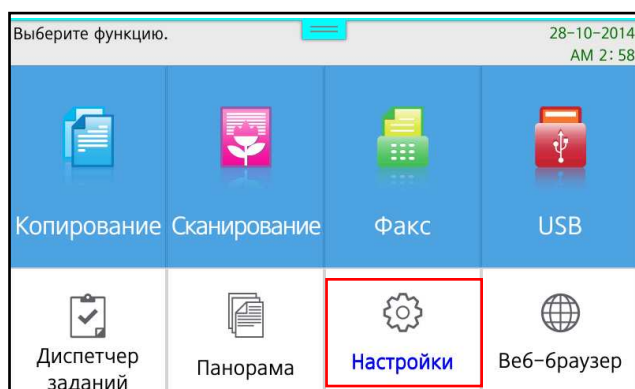 Выберите функцию.
28-10-2014
AM 2:58
Копирование
Сканирование
Факс
USB
Диспетчер
заданий
Панорама
Настройки
Веб-браузер